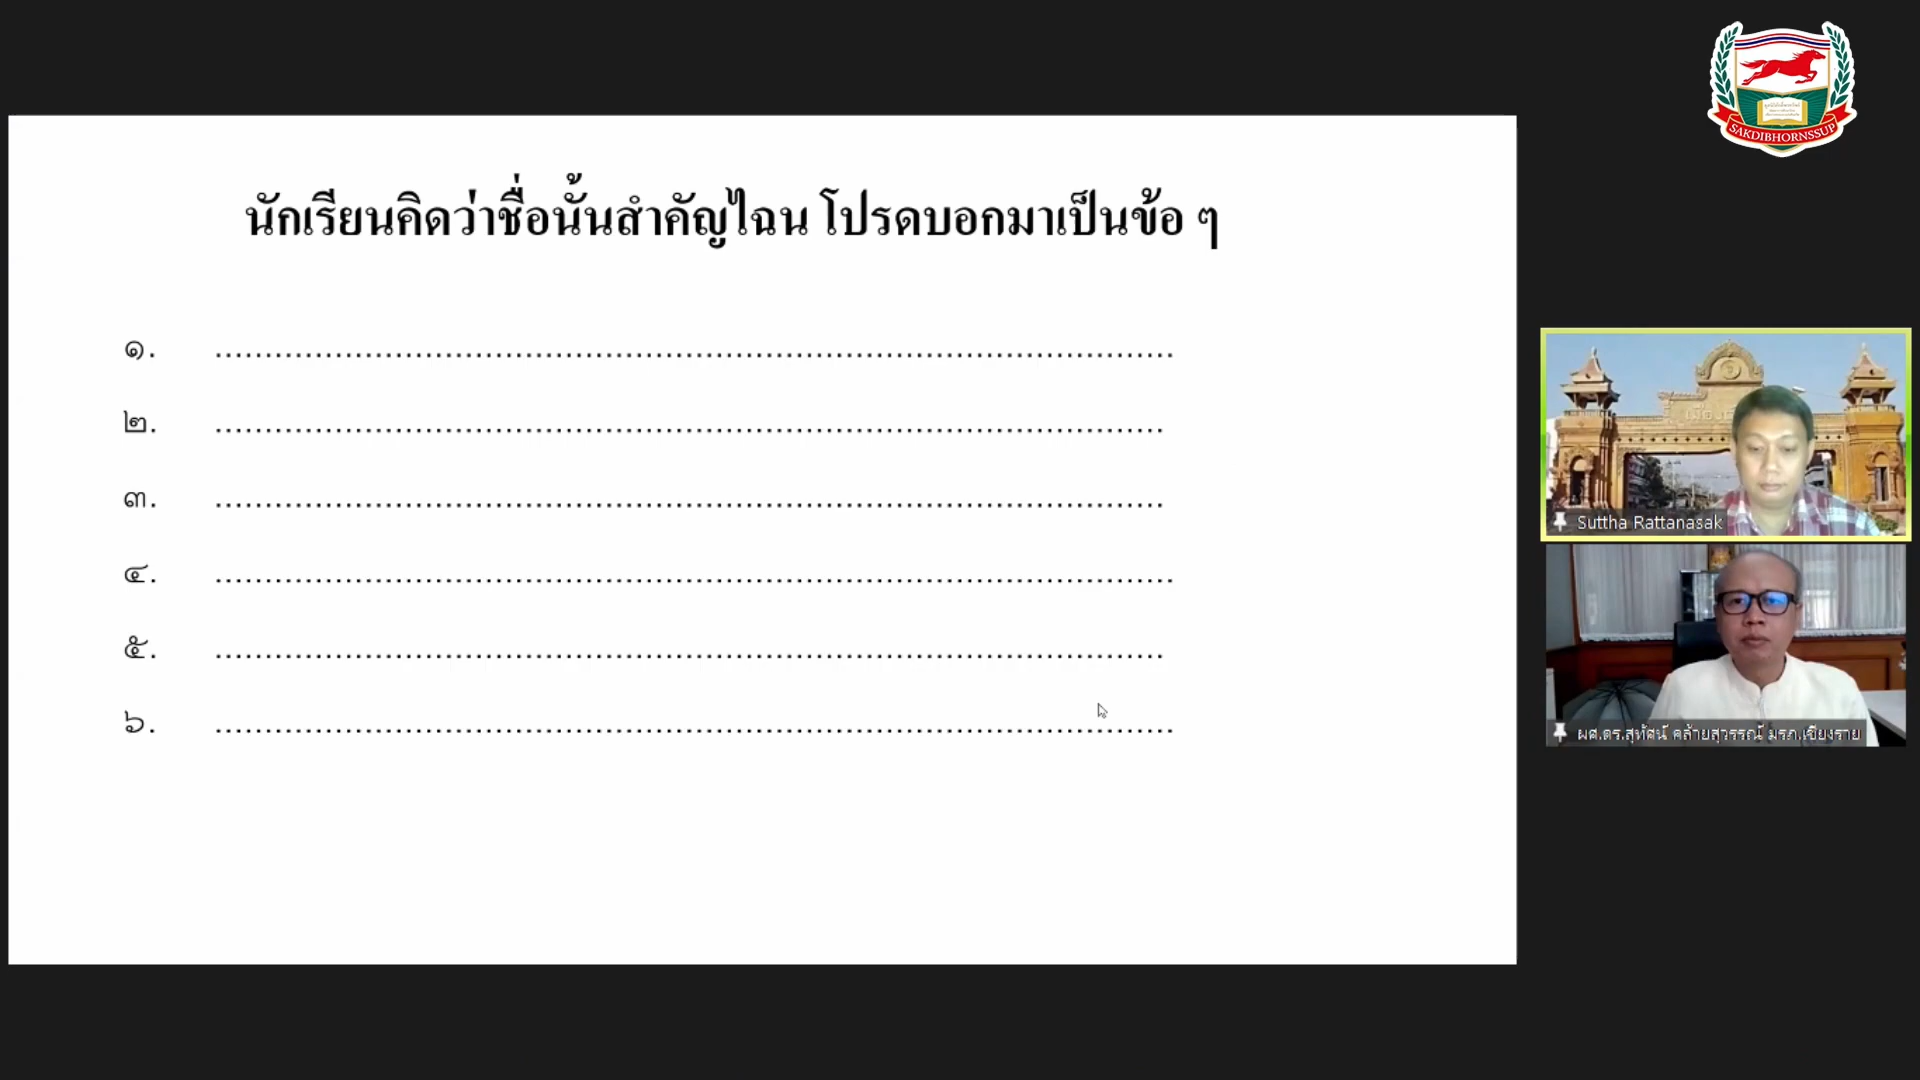 นักเรียนคิดว่าชื่อนั้นสำคัญไฉน โปรดบอกมาเป็นข้อ ๆ
๑. ................................................................................................
๒. ...............................................................................................
๓. ...............................................................................................
๔. ................................................................................................
๕. ...............................................................................................
๖. ................................................................................................
SAKDIBHORNSSUP
Suttha Rattanasak
ผศ.ดร.สุทัศน์ คล้ายสุวรรณ์ มรภ.เชียงราย